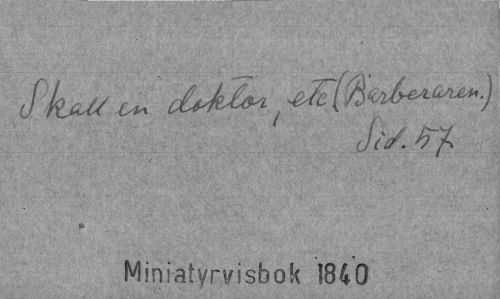 Skall en doktor, etc (Barberaren.)
Sid. 57
Miniatyrvisbok 1840